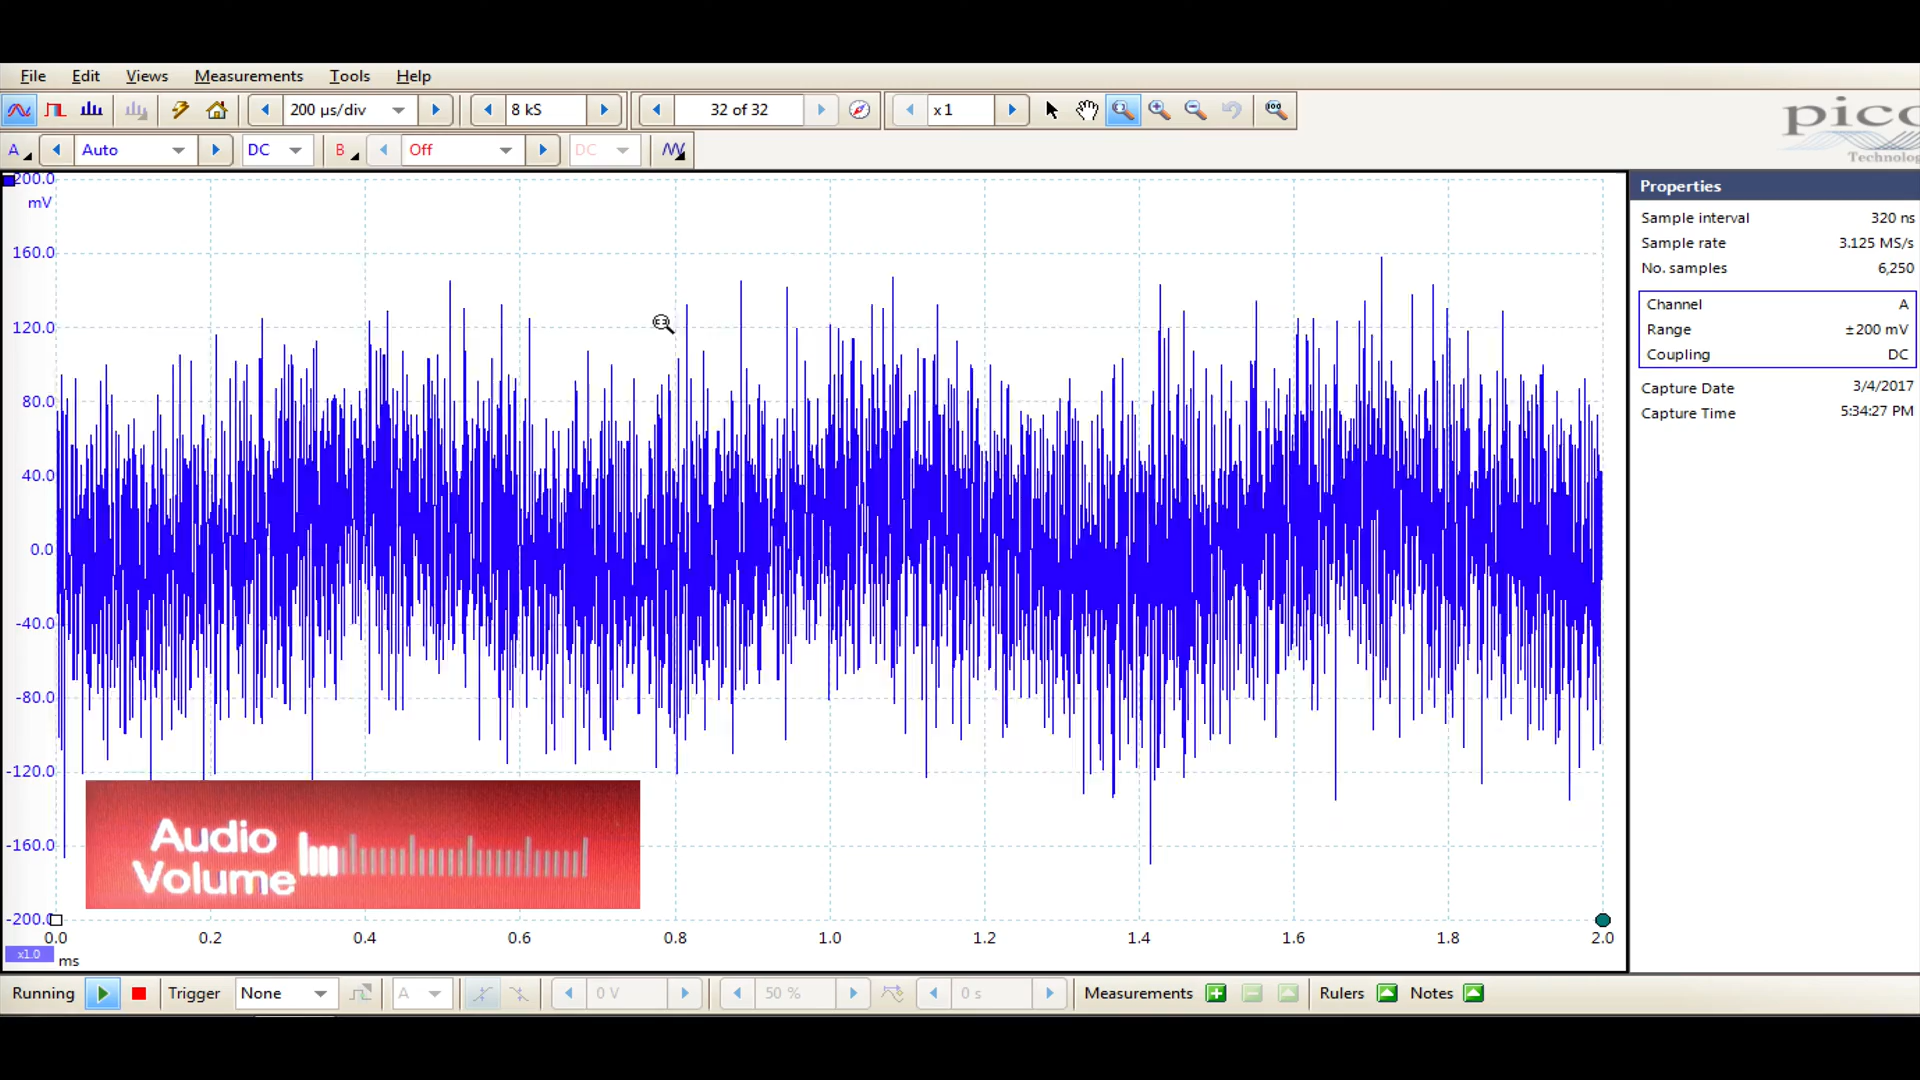 File Edit Views Measurements Tools Help
200 µs/div 8 kS 32 of 32 x1
A Auto DC B Off DC
pico
Technology
200.0
mV
160.0
120.0
80.0
40.0
0.0
-40.0
-80.0
-120.0
-160.0
-200.0
0.0 0.2 0.4 0.6 0.8 1.0 1.2 1.4 1.6 1.8 2.0
x1.0
ms
Audio
Volume
Properties
Sample interval 320 ns
Sample rate 3.125 MS/s
No. samples 6,250
Channel A
Range ±200 mV
Coupling DC
Capture Date 3/4/2017
Capture Time 5:34:27 PM
Running Trigger None A 0 V 50 % 0 s Measurements Rulers Notes